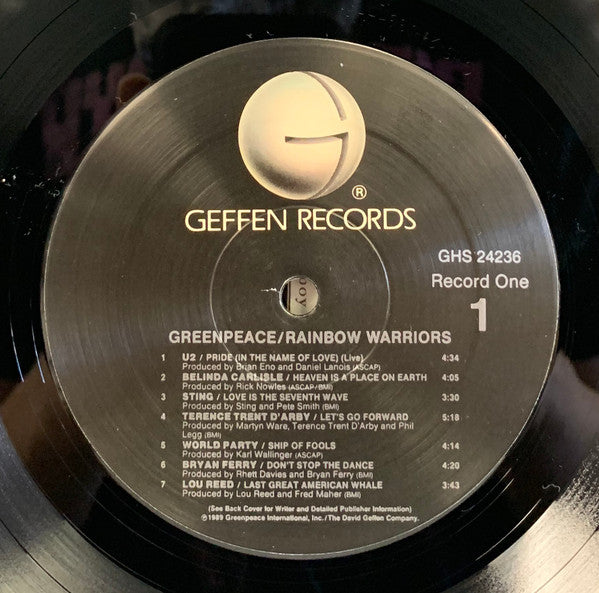 ®
GEFFEN RECORDS
GHS 24236
Record One
1
GREENPEACE/RAINBOW WARRIORS
1 U2 / PRIDE (IN THE NAME OF LOVE) (Live) 4:34
Produced by Brian Eno and Daniel Lanois (ASCAP)
2 BELINDA CARLISLE / HEAVEN IS A PLACE ON EARTH 4:05
Produced by Rick Nowles (ASCAP/BMI)
3 STING / LOVE IS THE SEVENTH WAVE 3:30
Produced by Sting and Pete Smith (ASCAP)
4 TERENCE TRENT D'ARBY / LET'S GO FORWARD 5:18
Produced by Martyn Ware, Terence Trent D'Arby and Phil
Legg (BMI)
5 WORLD PARTY / SHIP OF FOOLS 4:14
Produced by Karl Wallinger (ASCAP)
6 BRYAN FERRY / DON'T STOP THE DANCE 4:20
Produced by Rhett Davies and Bryan Ferry (BMI)
7 LOU REED / LAST GREAT AMERICAN WHALE 3:43
Produced by Lou Reed and Fred Maher (BMI)
(See Back Cover for Writer and Detailed Publisher Information)
℗1989 Greenpeace International, Inc./The David Geffen Company.